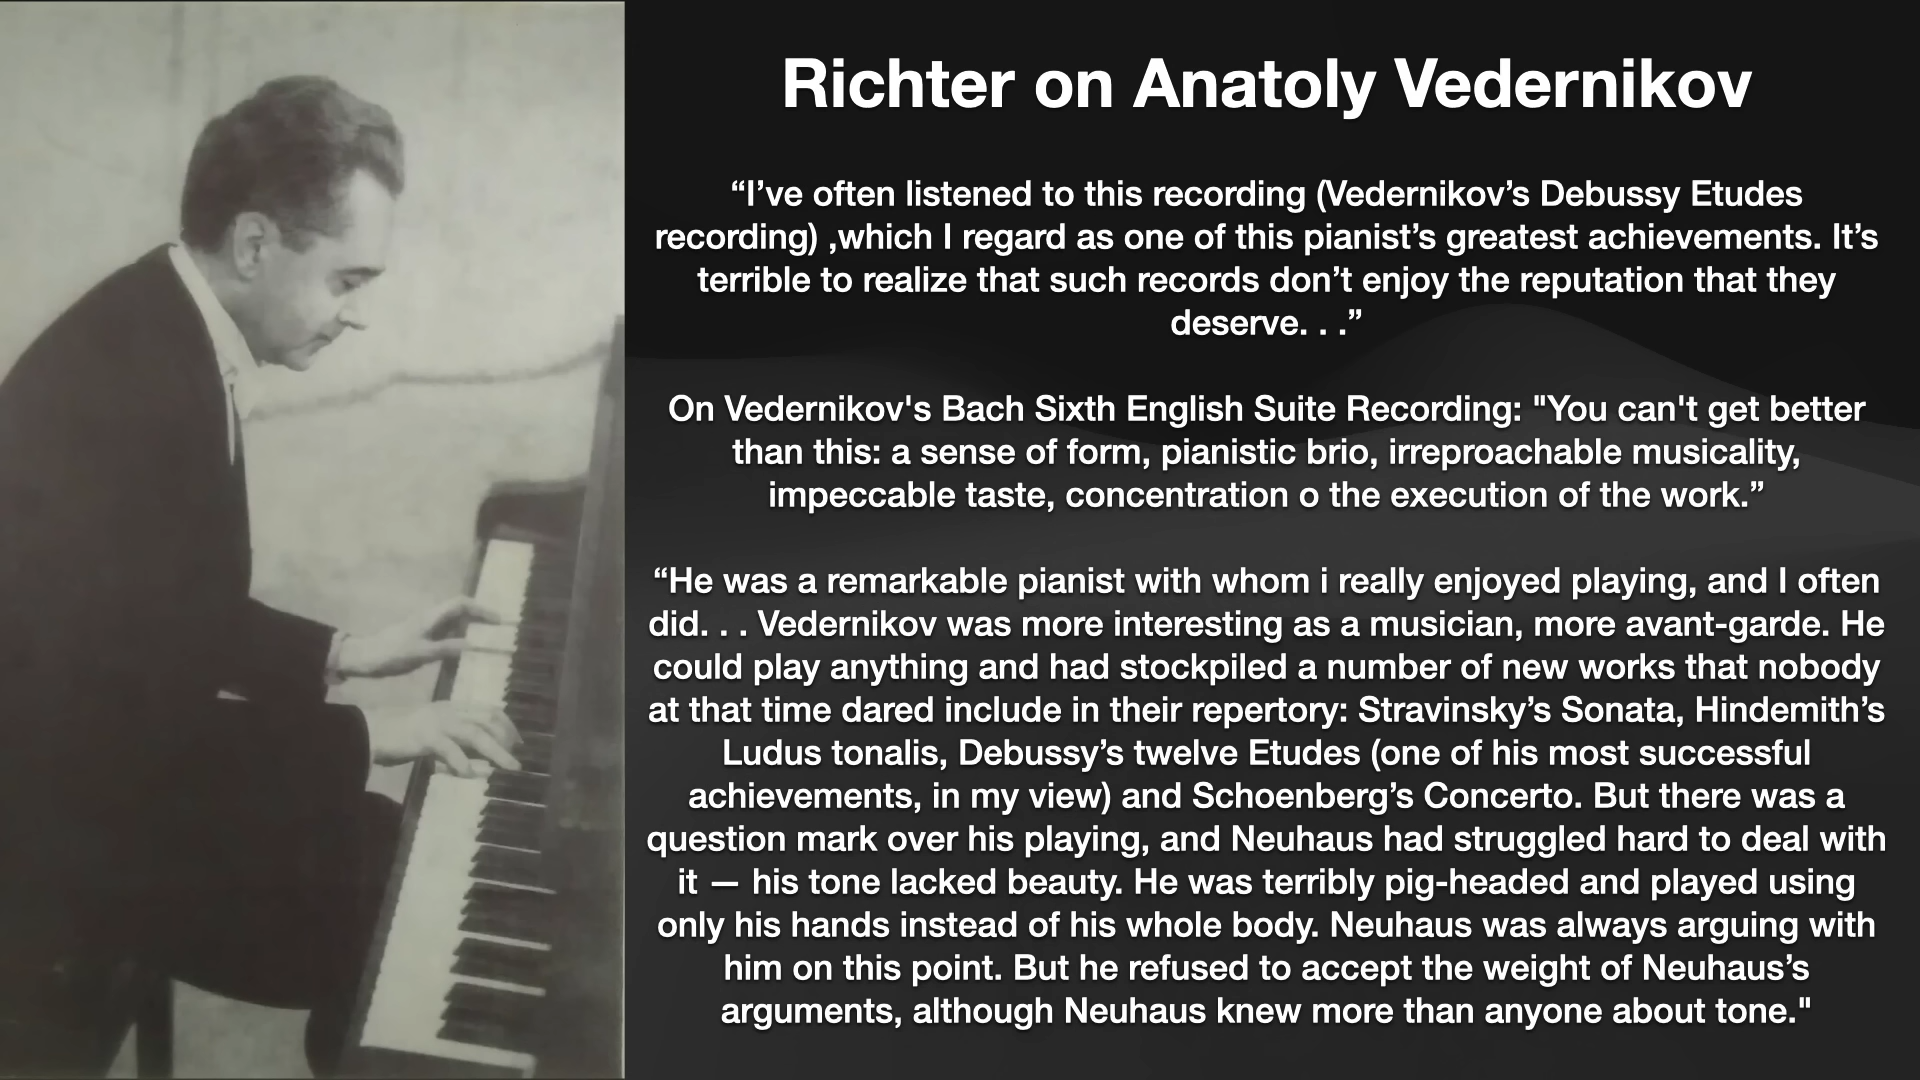 Richter on Anatoly Vedernikov
“I’ve often listened to this recording (Vedernikov’s Debussy Etudes
recording) ,which I regard as one of this pianist’s greatest achievements. It’s
terrible to realize that such records don’t enjoy the reputation that they
deserve. . .”
On Vedernikov's Bach Sixth English Suite Recording: "You can't get better
than this: a sense of form, pianistic brio, irreproachable musicality,
impeccable taste, concentration o the execution of the work.”
“He was a remarkable pianist with whom i really enjoyed playing, and I often
did. . . Vedernikov was more interesting as a musician, more avant-garde. He
could play anything and had stockpiled a number of new works that nobody
at that time dared include in their repertory: Stravinsky’s Sonata, Hindemith’s
Ludus tonalis, Debussy’s twelve Etudes (one of his most successful
achievements, in my view) and Schoenberg’s Concerto. But there was a
question mark over his playing, and Neuhaus had struggled hard to deal with
it — his tone lacked beauty. He was terribly pig-headed and played using
only his hands instead of his whole body. Neuhaus was always arguing with
him on this point. But he refused to accept the weight of Neuhaus’s
arguments, although Neuhaus knew more than anyone about tone."